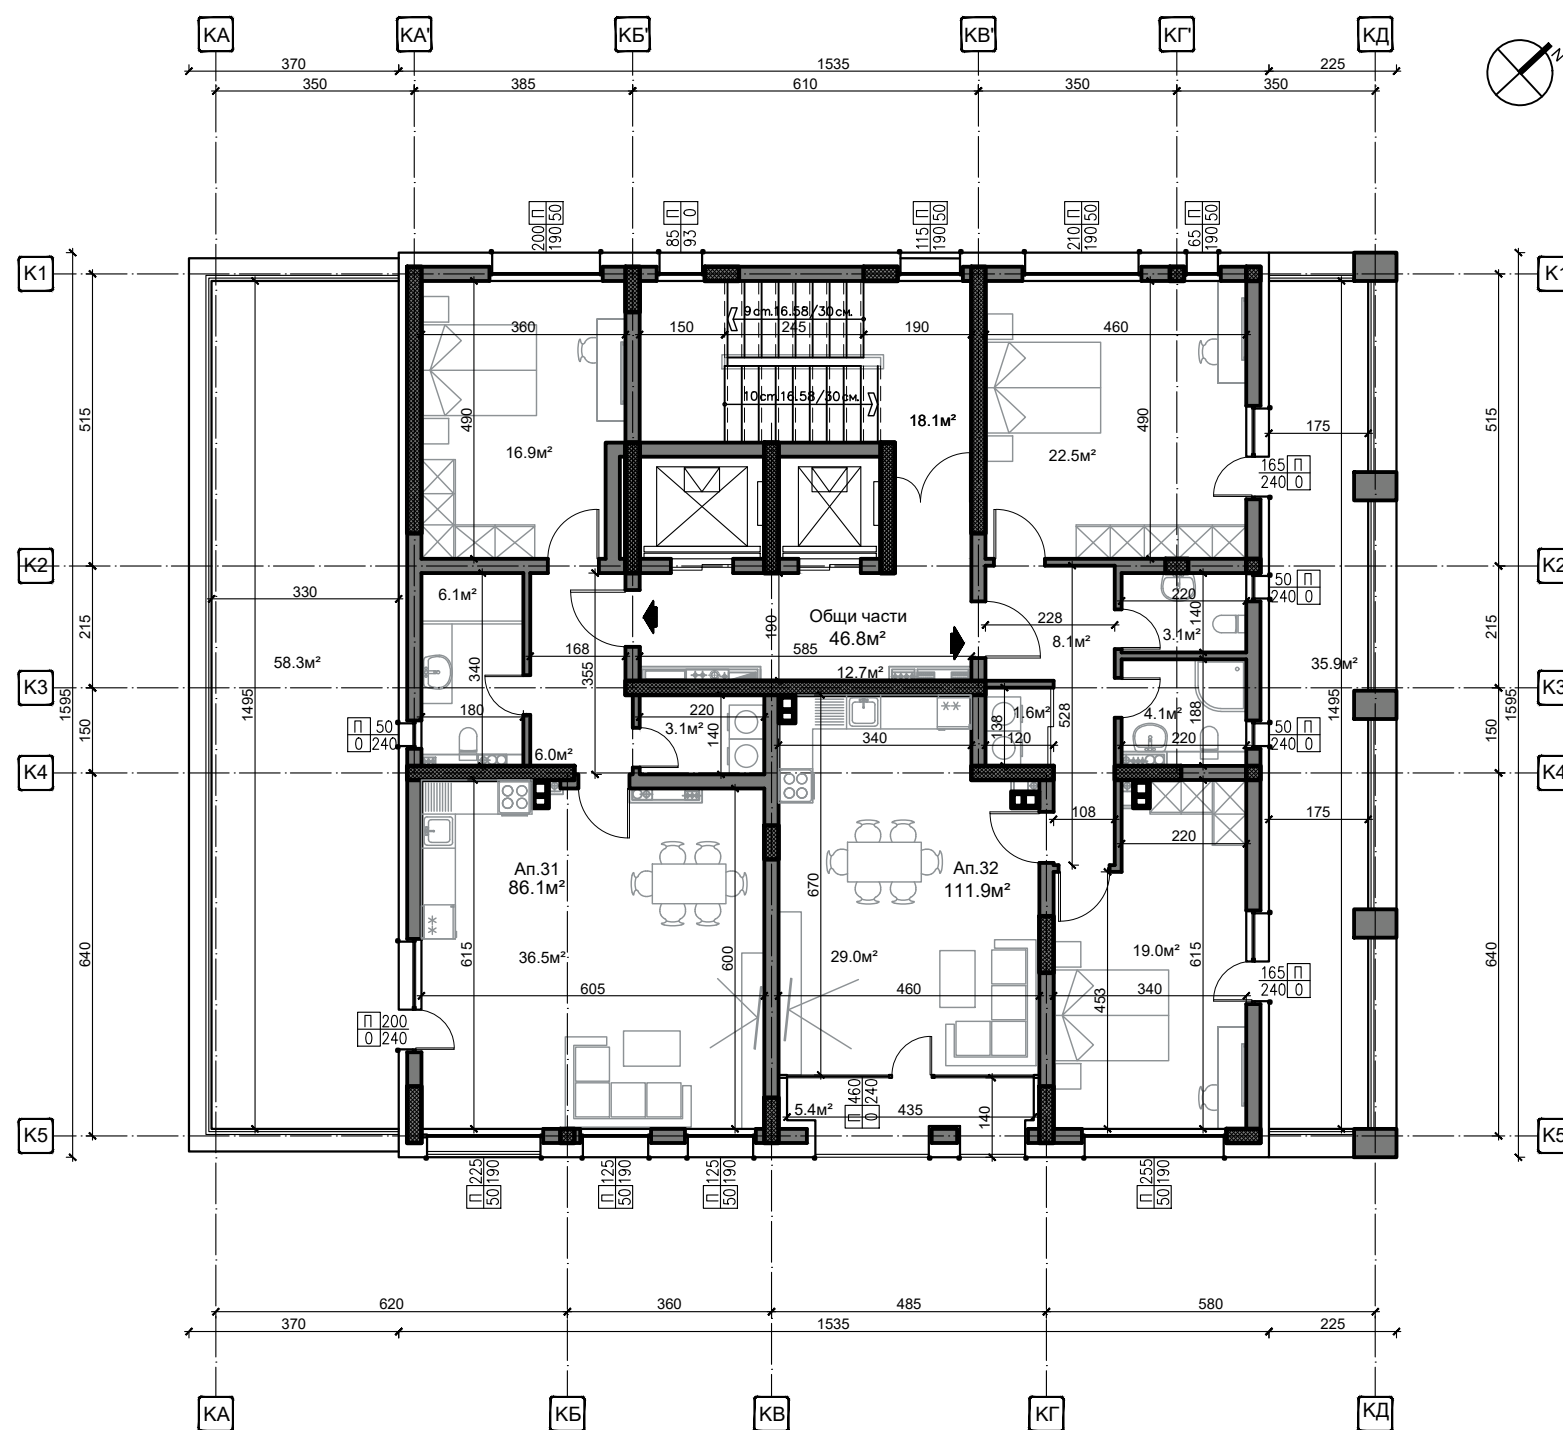 КА КА' КБ' КВ' КГ' КД
N
370 1535 225
350 385 610 350 350
200 П 190 50
85 П 93 0
115 П 190 50
210 П 190 50
65 П 190 50
К1 К1
9ст.16.58/30см.
360 150 245 190 460
10ст.16.58/30см.
515 490 490 515
18.1м²
175
16.9м² 22.5м²
165 П
240 0
К2 К2
50 П
240 0
330 6.1м² 220
140
Общи части
46.8м²
190 228 8.1м² 3.1м²
215 215
168 585
58.3м² 340 355 12.7м² 35.9м²
К3 К3
1595 1495 180 220 1.6м² 528 4.1м² 188 1495 1595
П 50
0 240
3.1м² 140 340 138 120 220
50 П
240 0
150 6.0м² 150
К4 К4
108 175
220
Ап.31
86.1м²
670
Ап.32
111.9м²
640 615 36.5м² 600 29.0м² 19.0м² 615 640
165 П
240 0
605 460 453 340
П 200
0 240
5.4м²
П 460
0 240
435 140
К5 К5
П 225
50 190
П 125
50 190
П 125
50 190
П 255
50 190
620 360 485 580
370 1535 225
КА КБ КВ КГ КД